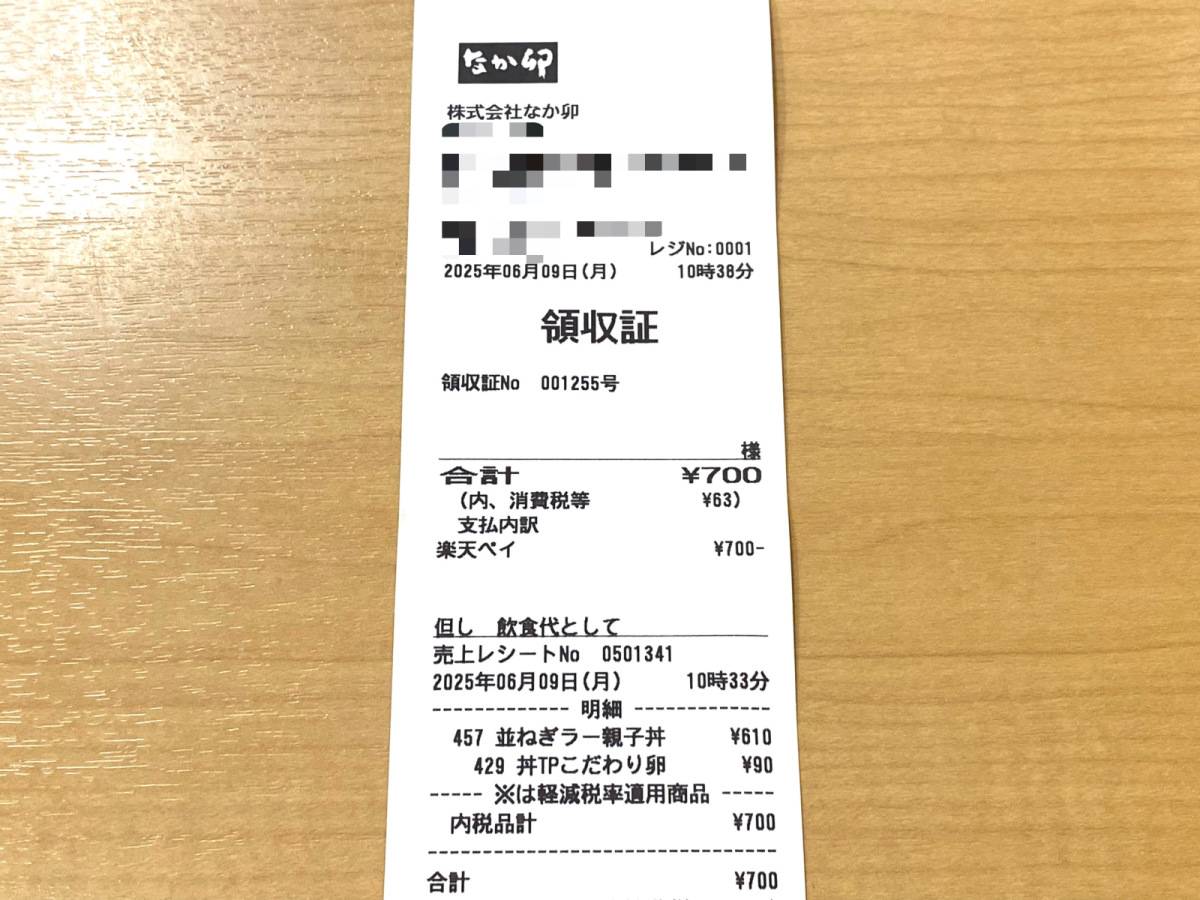 なか卯
株式会社なか卯
レジNo:0001
2025年06月09日(月) 10時38分
領収証
領収証No 001255号
様
合計 ¥700
(内、消費税等 ¥63)
支払内訳
楽天ペイ ¥700-
但し 飲食代として
売上レシートNo 0501341
2025年06月09日(月) 10時33分
------------- 明細 -------------
457 並ねぎラー親子丼 ¥610
429 丼TPこだわり卵 ¥90
----- ※は軽減税率適用商品 -----
内税品計 ¥700
合計 ¥700